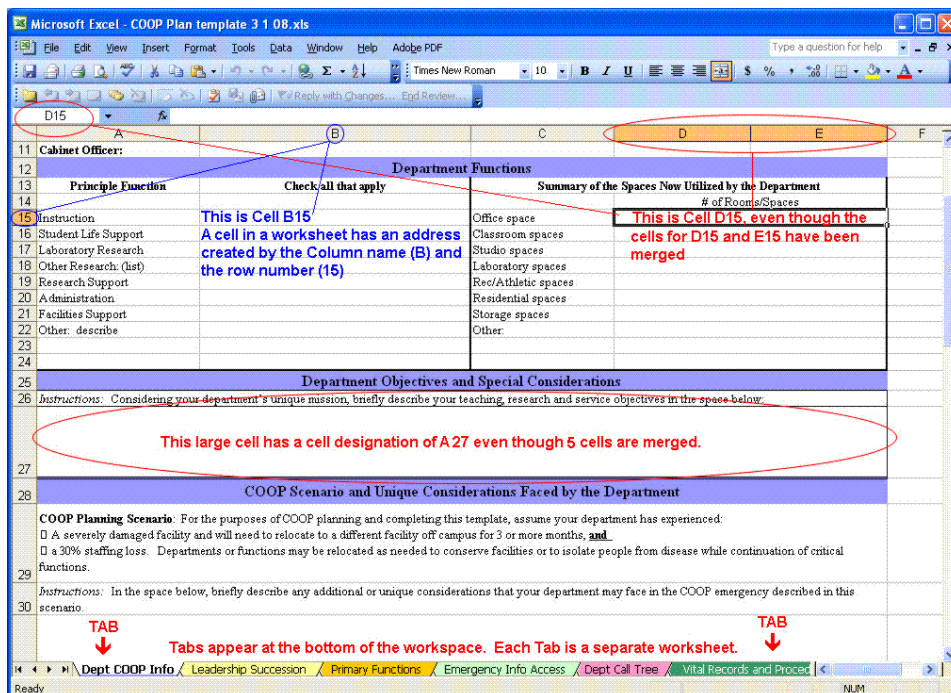 Microsoft Excel - COOP Plan template 3 1 08.xls
File Edit View Insert Format Tools Data Window Help Adobe PDF Type a question for help
Times New Roman 10 B I U $ % ,
Reply with Changes... End Review...
D15 fx
A B C D E F
11 Cabinet Officer:
12 Department Functions
13 Principle Function Check all that apply Summary of the Spaces Now Utilized by the Department
14 # of Rooms/Spaces
15 Instruction Office space
16 Student Life Support Classroom spaces
17 Laboratory Research Studio spaces
18 Other Research: (list) Laboratory spaces
19 Research Support Rec/Athletic spaces
20 Administration Residential spaces
21 Facilities Support Storage spaces
22 Other: describe Other:
23
24
This is Cell B15
A cell in a worksheet has an address
created by the Column name (B) and
the row number (15)
This is Cell D15, even though the
cells for D15 and E15 have been
merged
25 Department Objectives and Special Considerations
26 Instructions: Considering your department's unique mission, briefly describe your teaching, research and service objectives in the space below:
This large cell has a cell designation of A27 even though 5 cells are merged.
27
28 COOP Scenario and Unique Considerations Faced by the Department
COOP Planning Scenario: For the purposes of COOP planning and completing this template, assume your department has experienced:
A severely damaged facility and will need to relocate to a different facility off campus for 3 or more months, and
a 30% staffing loss. Departments or functions may be relocated as needed to conserve facilities or to isolate people from disease while continuation of critical
29 functions.
Instructions: In the space below, briefly describe any additional or unique considerations that your department may face in the COOP emergency described in this
30 scenario.
TAB TAB
Tabs appear at the bottom of the workspace. Each Tab is a separate worksheet.
Dept COOP Info Leadership Succession Primary Functions Emergency Info Access Dept Call Tree Vital Records and Proced
Ready NUM